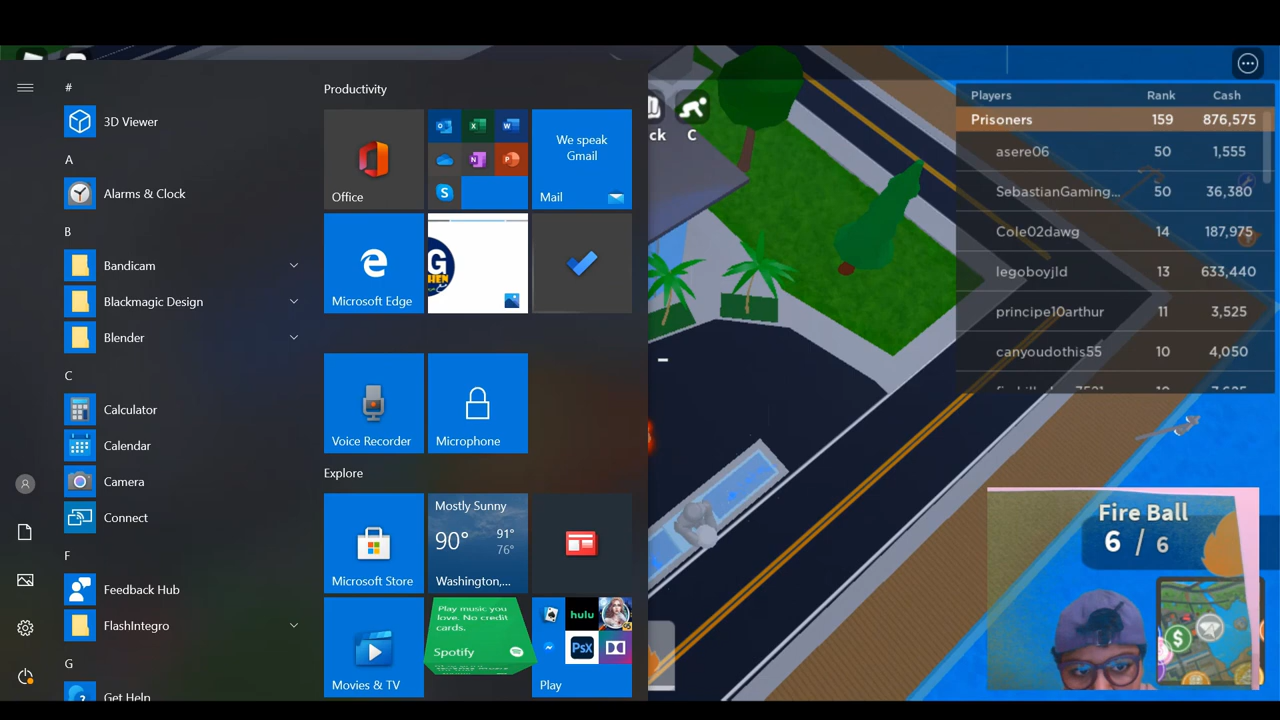 #
3D Viewer
A
Alarms & Clock
B
Bandicam
Blackmagic Design
Blender
C
Calculator
Calendar
Camera
Connect
F
Feedback Hub
FlashIntegro
G
Get Help
Productivity
Office
We speak
Gmail
Mail
Microsoft Edge
G
Voice Recorder
Microphone
Explore
Microsoft Store
Mostly Sunny
90° 91°
76°
Washington,...
Movies & TV
Play music you
love. No credit
cards.
Spotify
hulu
PsX
Play
ck C
Players Rank Cash
Prisoners 159 876,575
asere06 50 1,555
SebastianGaming... 50 36,380
Cole02dawg 14 187,975
legoboyjld 13 633,440
principe10arthur 11 3,525
canyoudothis55 10 4,050
Fire Ball
6 / 6
$